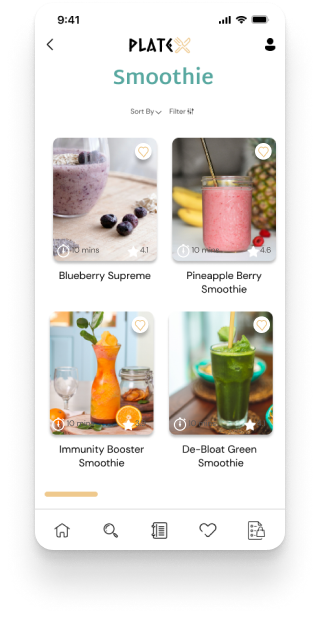 9:41
PLATE
Smoothie
Sort By Filter
10 mins 4.1
10 mins 4.6
Blueberry Supreme
Pineapple Berry
Smoothie
10
Immunity Booster
Smoothie
De-Bloat Green
Smoothie